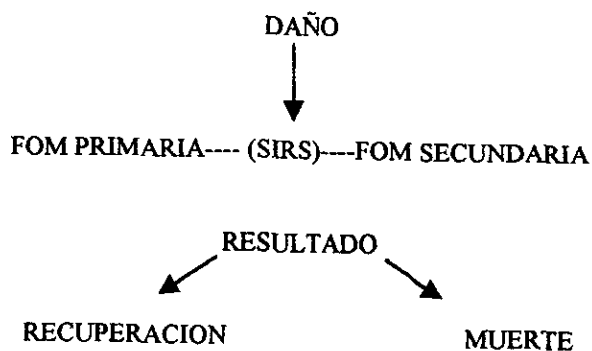 DAÑO
FOM PRIMARIA---- (SIRS)----FOM SECUNDARIA
RESULTADO
RECUPERACION MUERTE